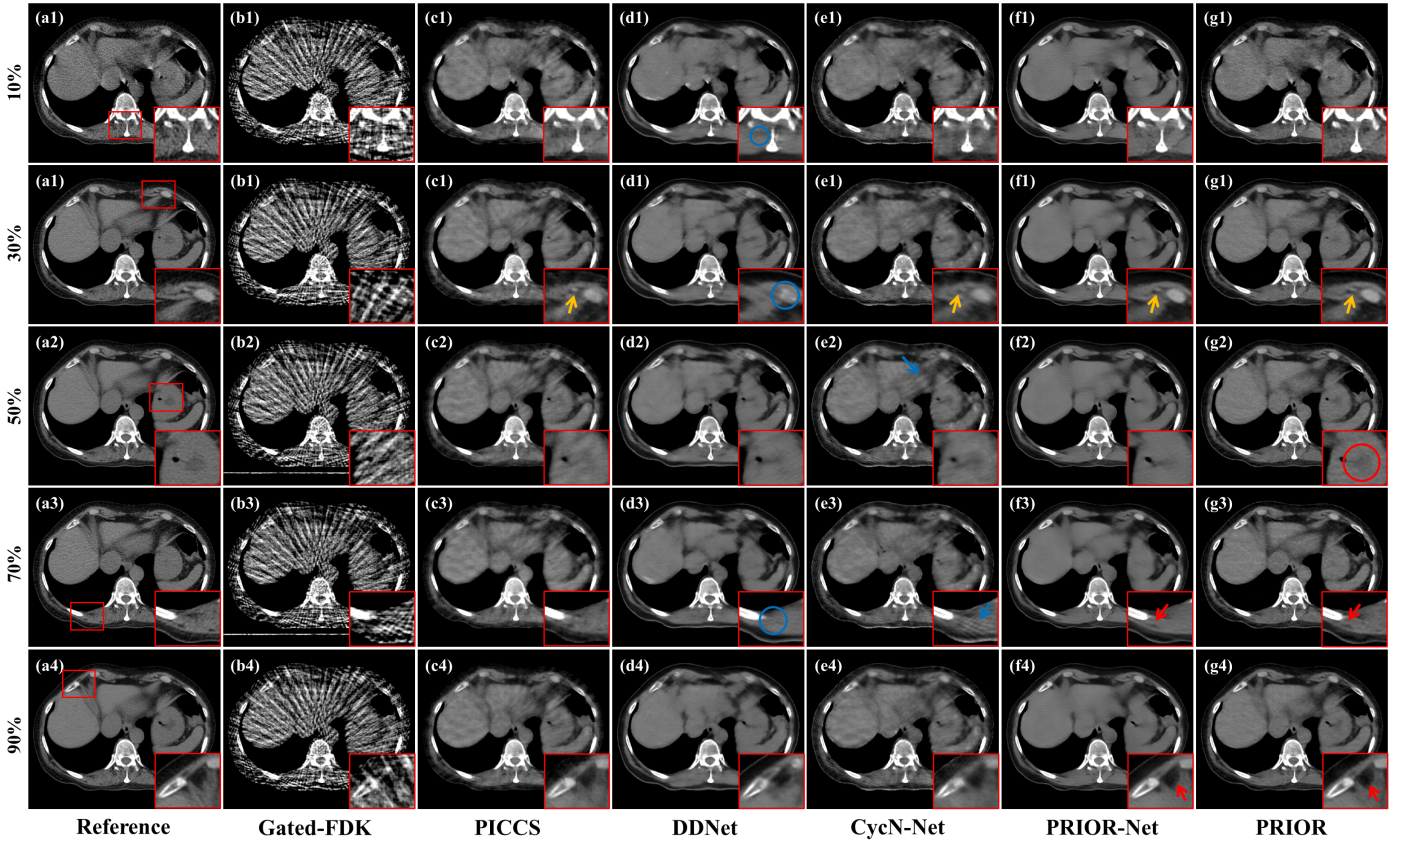 10% (a1) (b1) (c1) (d1) (e1) (f1) (g1)
30% (a1) (b1) (c1) (d1) (e1) (f1) (g1)
50% (a2) (b2) (c2) (d2) (e2) (f2) (g2)
70% (a3) (b3) (c3) (d3) (e3) (f3) (g3)
90% (a4) (b4) (c4) (d4) (e4) (f4) (g4)
Reference Gated-FDK PICCS DDNet CycN-Net PRIOR-Net PRIOR